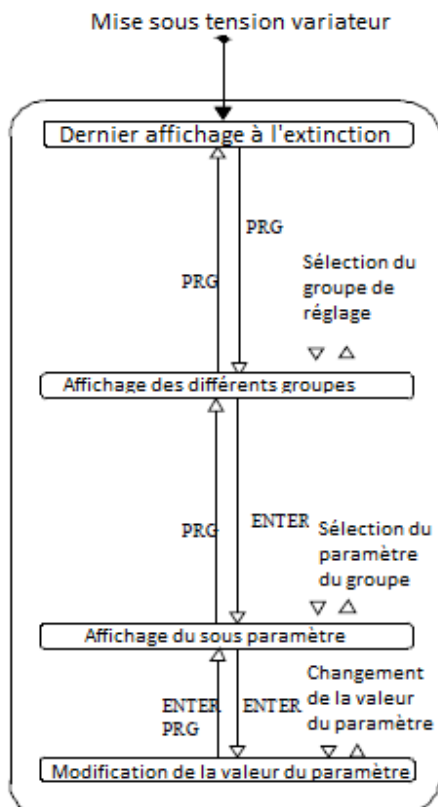 Mise sous tension variateur
Dernier affichage à l'extinction
PRG
PRG
Sélection du
groupe de
réglage
Affichage des différents groupes
PRG
ENTER
Sélection du
paramètre
du groupe
Affichage du sous paramètre
ENTER
PRG
ENTER
Changement
de la valeur
du paramètre
Modification de la valeur du paramètre